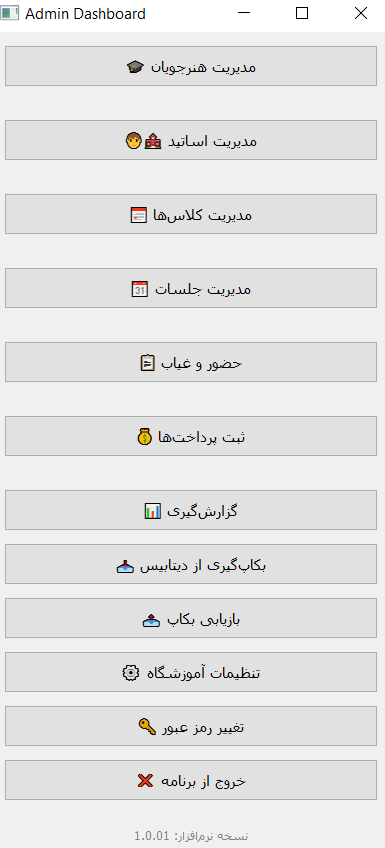 Admin Dashboard
مدیریت هنرجویان 🎓
مدیریت اساتید 🧑‍🏫
مدیریت کلاس‌ها 🗓
مدیریت جلسات 📅
حضور و غیاب 📋
ثبت پرداخت‌ها 💰
گزارش‌گیری 📊
بکاپ‌گیری از دیتابیس 📥
بازیابی بکاپ 📤
تنظیمات آموزشگاه ⚙
تغییر رمز عبور 🔑
خروج از برنامه ❌
نسخه نرم‌افزار: 1.0.01